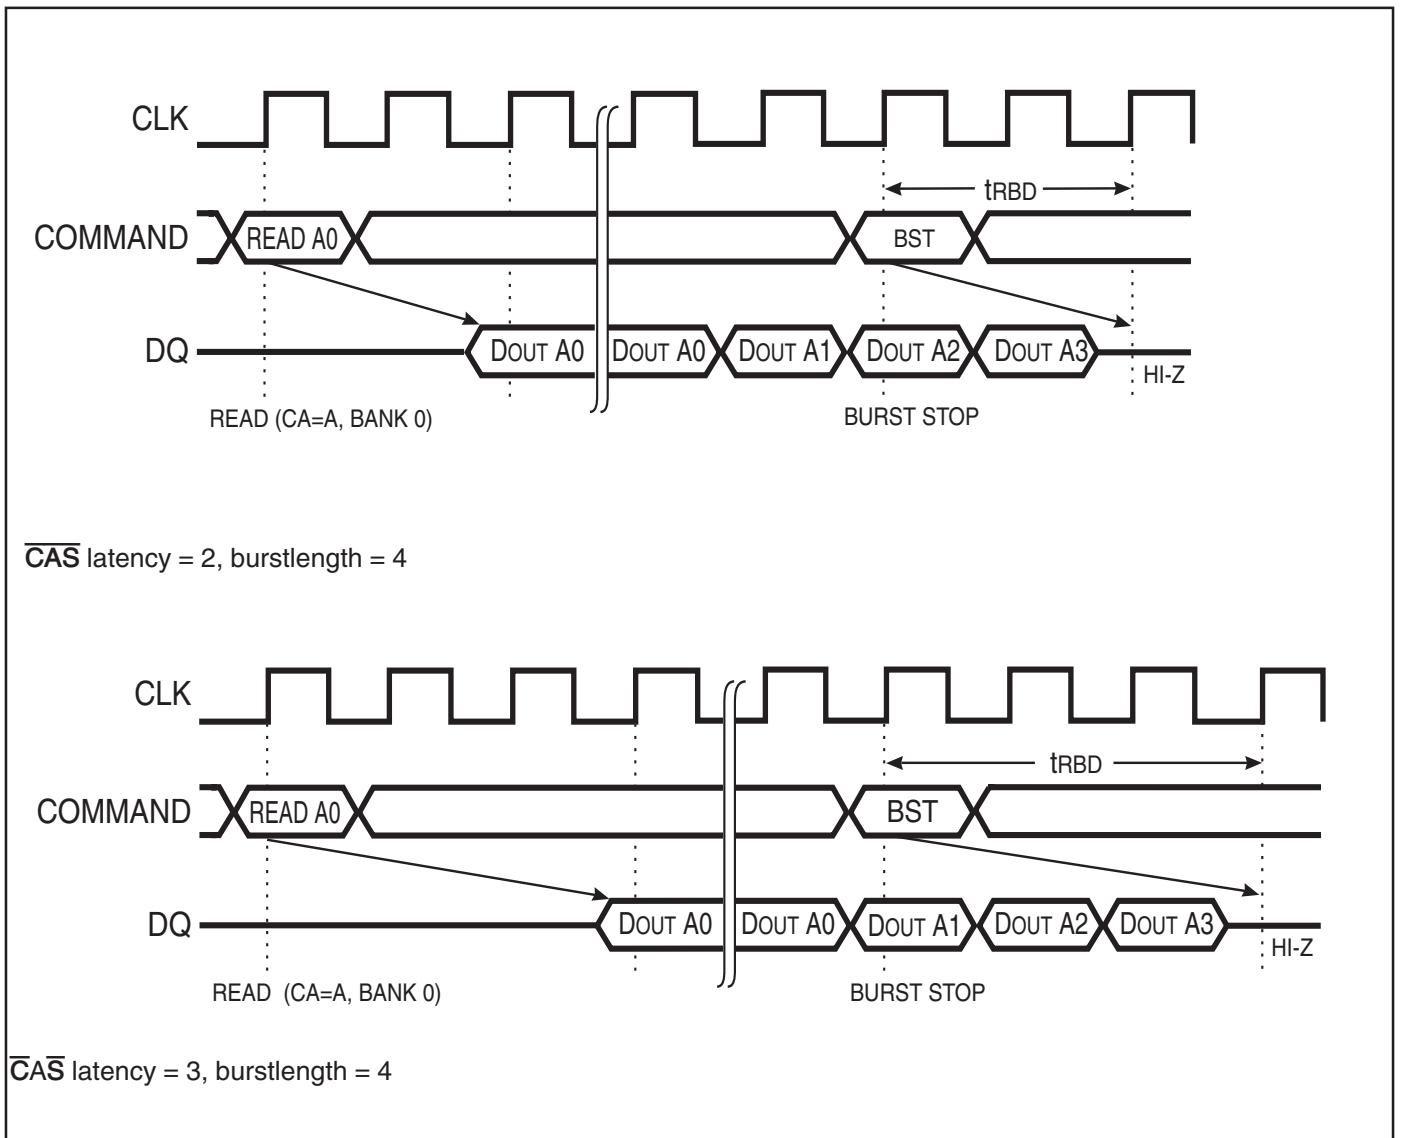 CLK
tRBD
COMMAND READ A0 BST
DQ DOUT A0 DOUT A0 DOUT A1 DOUT A2 DOUT A3
HI-Z
READ (CA=A, BANK 0) BURST STOP
CAS latency = 2, burstlength = 4
CLK
tRBD
COMMAND READ A0 BST
DQ DOUT A0 DOUT A0 DOUT A1 DOUT A2 DOUT A3
HI-Z
READ (CA=A, BANK 0) BURST STOP
CAS latency = 3, burstlength = 4